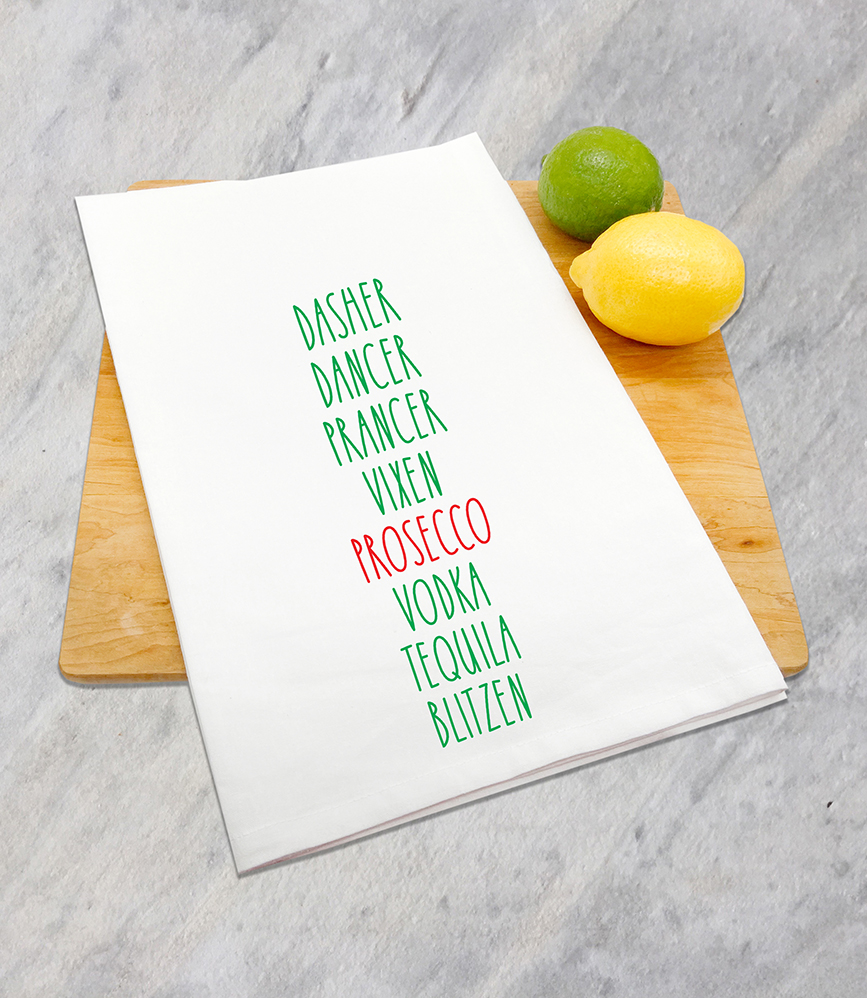 DASHER
DANCER
PRANCER
VIXEN
PROSECCO
VODKA
TEQUILA
BLITZEN